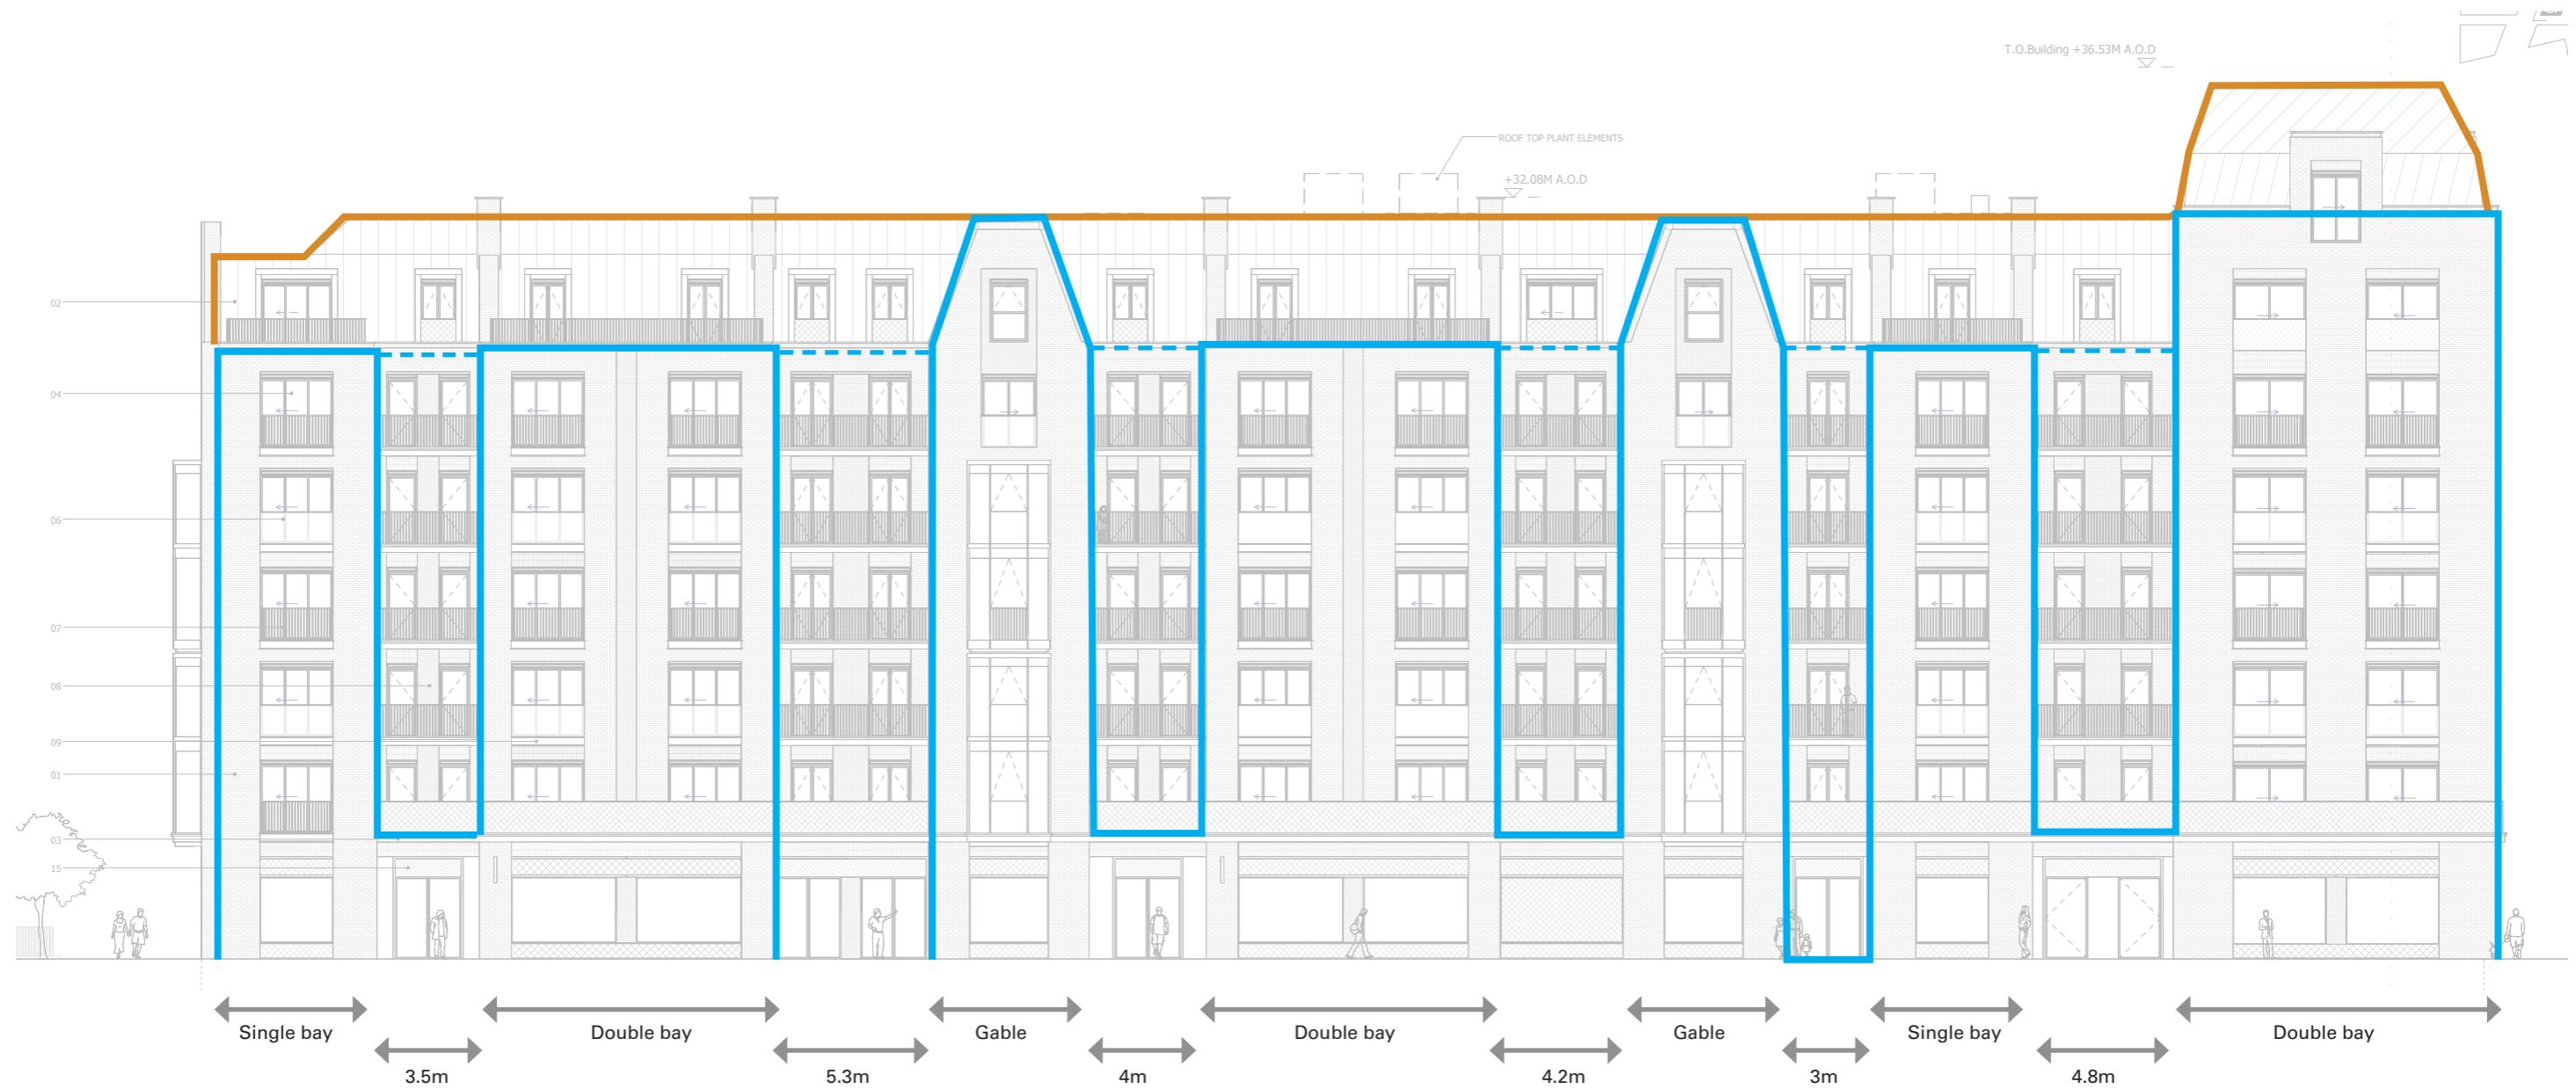 T.O.Building +36.53M A.O.D
ROOF TOP PLANT ELEMENTS
+32.08M A.O.D
02
04
06
07
08
09
01
03
15
Single bay
Double bay
Gable
Double bay
Gable
Single bay
Double bay
3.5m
5.3m
4m
4.2m
3m
4.8m